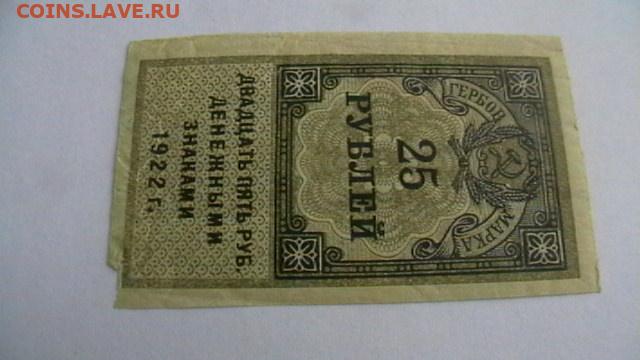 COINS.LAVE.RU
ГЕРБОВ. МАРКА
25
РУБЛЕЙ
ДВАДЦАТЬ ПЯТЬ РУБ.
ДЕНЕЖНЫМИ
ЗНАКАМИ
1922 г.